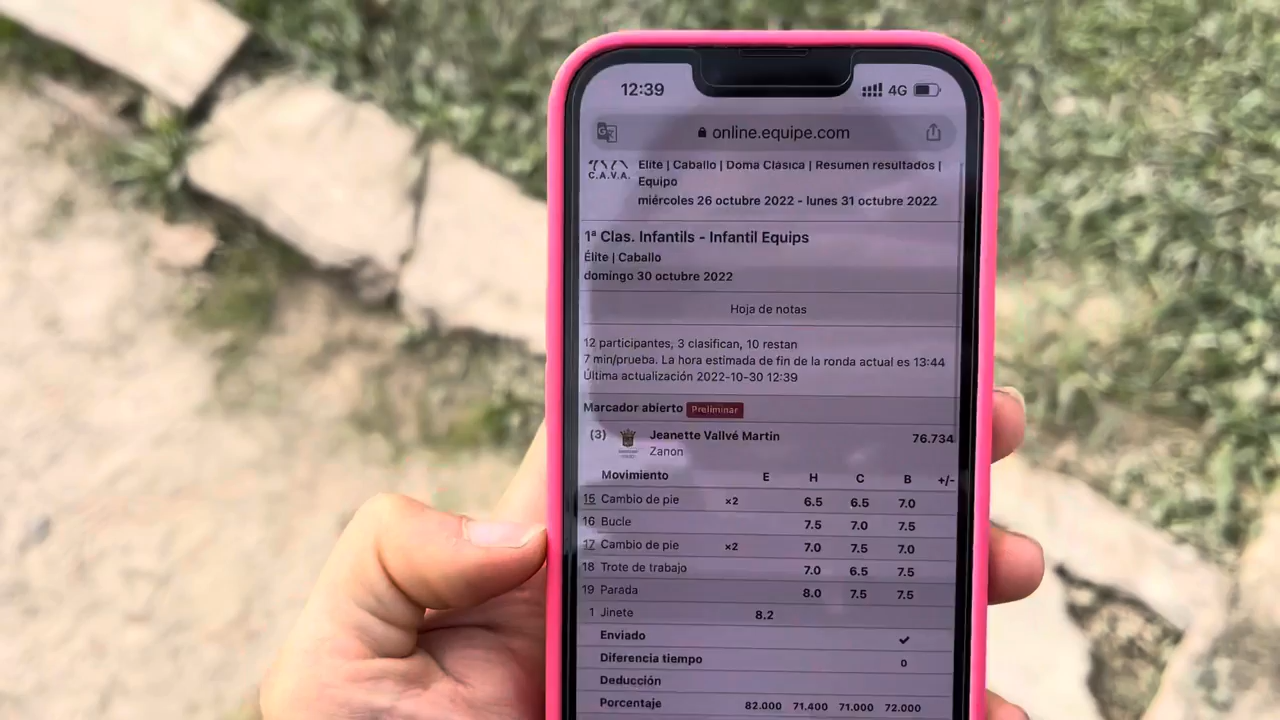 12:39 4G
online.equipe.com
C.A.V.A.
Elite | Caballo | Doma Clásica | Resumen resultados |
Equipo
miércoles 26 octubre 2022 - lunes 31 octubre 2022
1ª Clas. Infantils - Infantil Equips
Élite | Caballo
domingo 30 octubre 2022
Hoja de notas
12 participantes, 3 clasifican, 10 restan
7 min/prueba. La hora estimada de fin de la ronda actual es 13:44
Última actualización 2022-10-30 12:39
Marcador abierto Preliminar
(3) Jeanette Vallvé Martin 76.734
Zanon
Movimiento E H C B +/-
15 Cambio de pie ×2 6.5 6.5 7.0
16 Bucle 7.5 7.0 7.5
17 Cambio de pie ×2 7.0 7.5 7.0
18 Trote de trabajo 7.0 6.5 7.5
19 Parada 8.0 7.5 7.5
1 Jinete 8.2
Enviado ✓
Diferencia tiempo 0
Deducción
Porcentaje 82.000 71.400 71.000 72.000